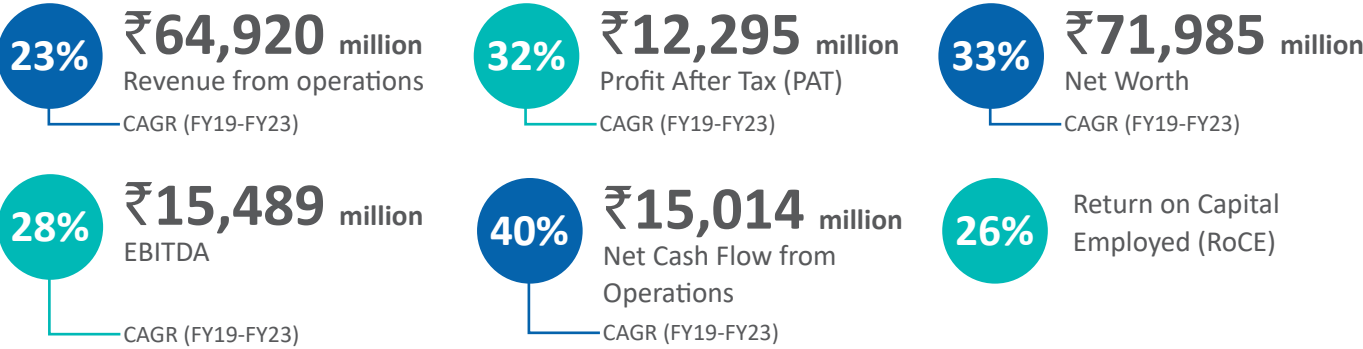 23%
₹64,920 million
Revenue from operations
CAGR (FY19-FY23)
32%
₹12,295 million
Profit After Tax (PAT)
CAGR (FY19-FY23)
33%
₹71,985 million
Net Worth
CAGR (FY19-FY23)
28%
₹15,489 million
EBITDA
CAGR (FY19-FY23)
40%
₹15,014 million
Net Cash Flow from
Operations
CAGR (FY19-FY23)
26%
Return on Capital
Employed (RoCE)